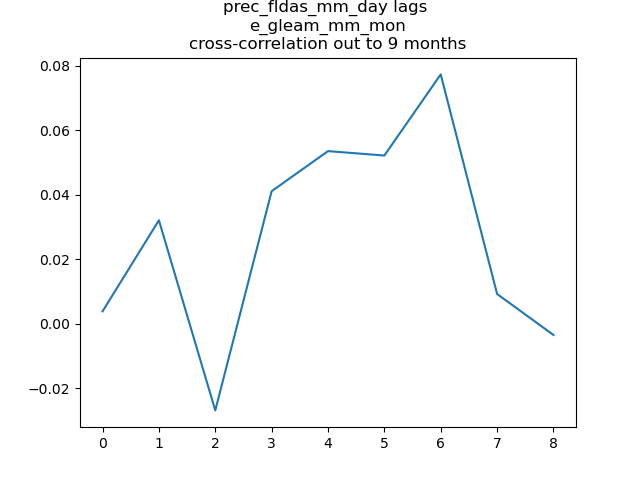 prec_fldas_mm_day lags
e_gleam_mm_mon
cross-correlation out to 9 months
0.08
0.06
0.04
0.02
0.00
−0.02
0 1 2 3 4 5 6 7 8